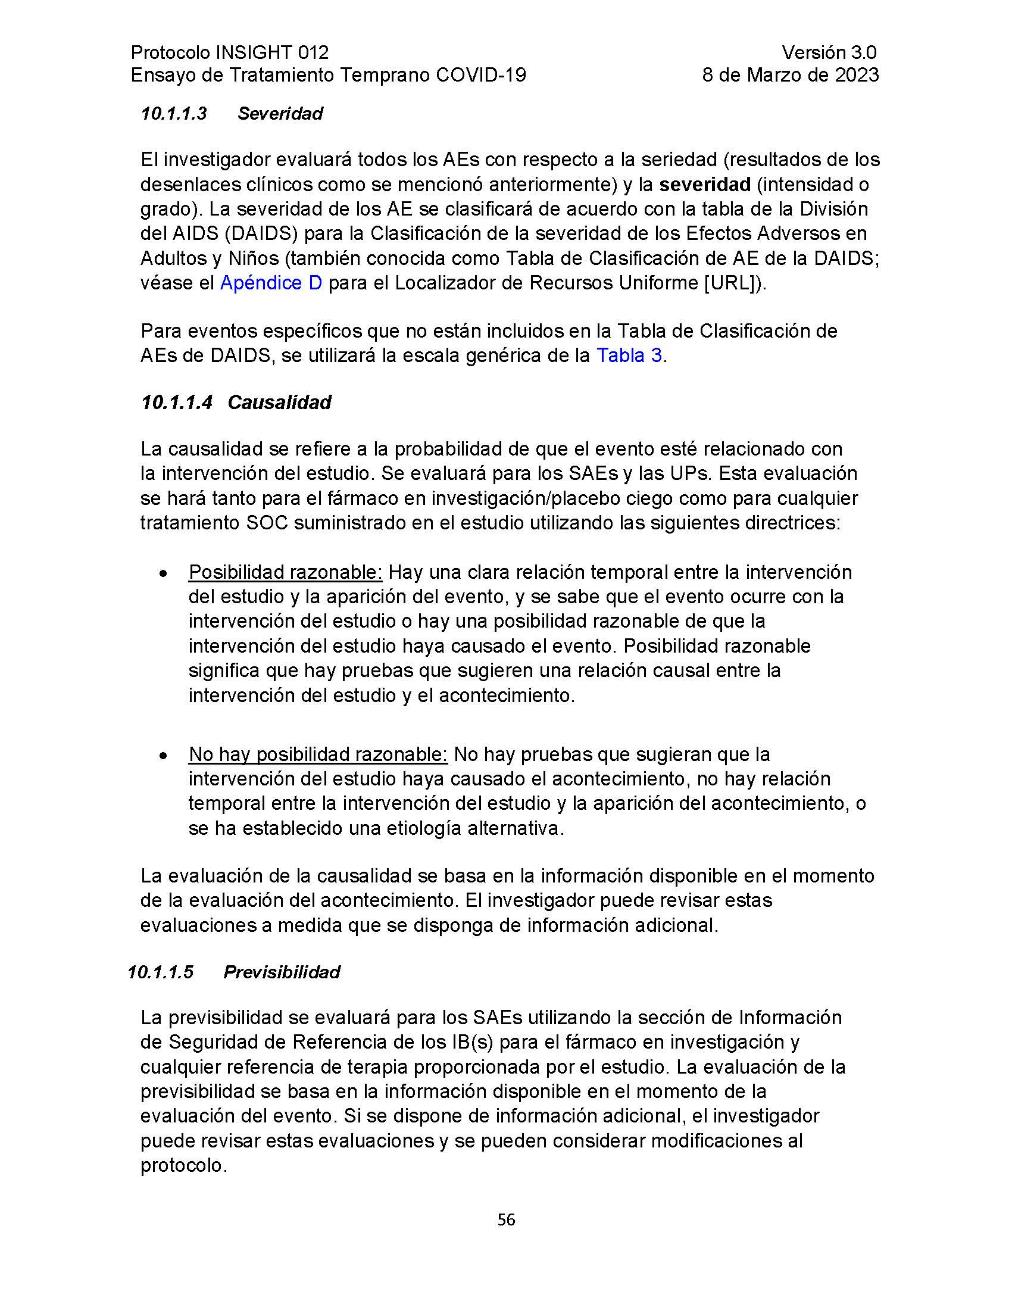 Protocolo INSIGHT 012 Versión 3.0
Ensayo de Tratamiento Temprano COVID-19 8 de Marzo de 2023
10.1.1.3 Severidad
El investigador evaluará todos los AEs con respecto a la seriedad (resultados de los
desenlaces clínicos como se mencionó anteriormente) y la severidad (intensidad o
grado). La severidad de los AE se clasificará de acuerdo con la tabla de la División
del AIDS (DAIDS) para la Clasificación de la severidad de los Efectos Adversos en
Adultos y Niños (también conocida como Tabla de Clasificación de AE de la DAIDS;
véase el Apéndice D para el Localizador de Recursos Uniforme [URL]).
Para eventos específicos que no están incluidos en la Tabla de Clasificación de
AEs de DAIDS, se utilizará la escala genérica de la Tabla 3.
10.1.1.4 Causalidad
La causalidad se refiere a la probabilidad de que el evento esté relacionado con
la intervención del estudio. Se evaluará para los SAEs y las UPs. Esta evaluación
se hará tanto para el fármaco en investigación/placebo ciego como para cualquier
tratamiento SOC suministrado en el estudio utilizando las siguientes directrices:
• Posibilidad razonable: Hay una clara relación temporal entre la intervención
del estudio y la aparición del evento, y se sabe que el evento ocurre con la
intervención del estudio o hay una posibilidad razonable de que la
intervención del estudio haya causado el evento. Posibilidad razonable
significa que hay pruebas que sugieren una relación causal entre la
intervención del estudio y el acontecimiento.
• No hay posibilidad razonable: No hay pruebas que sugieran que la
intervención del estudio haya causado el acontecimiento, no hay relación
temporal entre la intervención del estudio y la aparición del acontecimiento, o
se ha establecido una etiología alternativa.
La evaluación de la causalidad se basa en la información disponible en el momento
de la evaluación del acontecimiento. El investigador puede revisar estas
evaluaciones a medida que se disponga de información adicional.
10.1.1.5 Previsibilidad
La previsibilidad se evaluará para los SAEs utilizando la sección de Información
de Seguridad de Referencia de los IB(s) para el fármaco en investigación y
cualquier referencia de terapia proporcionada por el estudio. La evaluación de la
previsibilidad se basa en la información disponible en el momento de la
evaluación del evento. Si se dispone de información adicional, el investigador
puede revisar estas evaluaciones y se pueden considerar modificaciones al
protocolo.
56